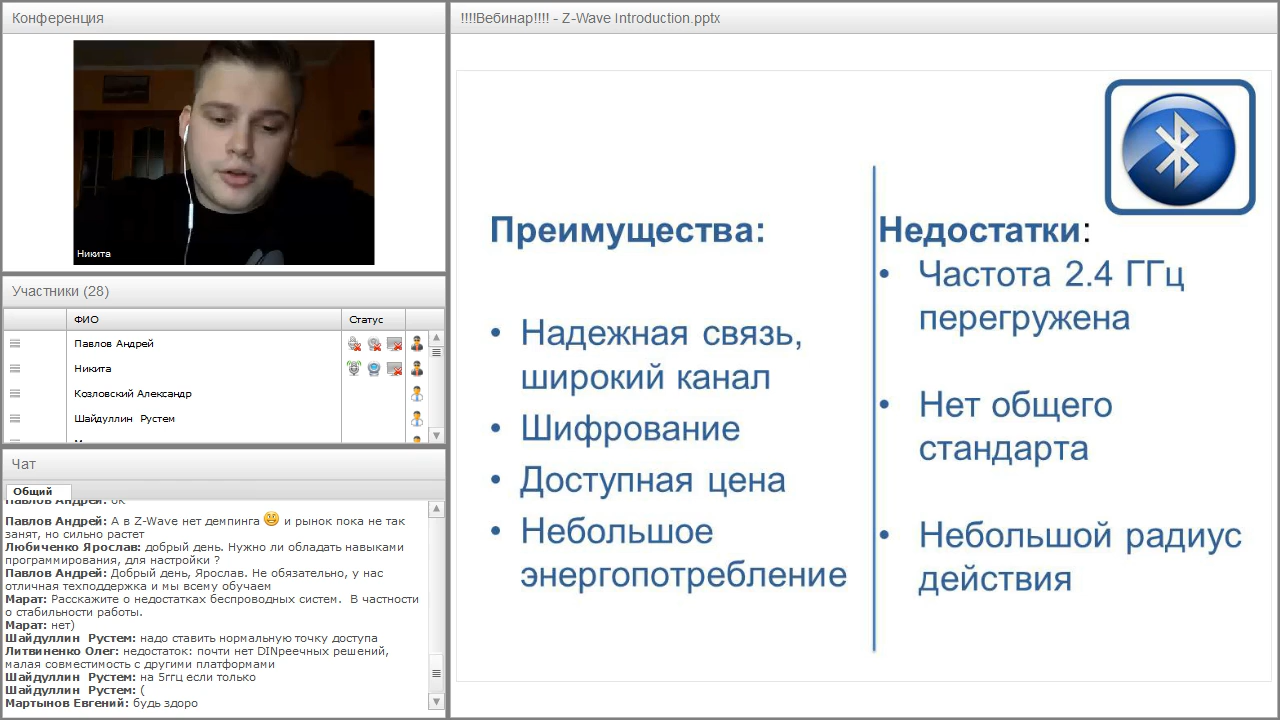 Конференция
Никита
Участники (28)
ФИО Статус
Павлов Андрей
Никита
Козловский Александр
Шайдуллин Рустем
Чат
Общий
Павлов Андрей: ок
Павлов Андрей: А в Z-Wave нет демпинга и рынок пока не так
занят, но сильно растет
Любиченко Ярослав: добрый день. Нужно ли обладать навыками
программирования, для настройки ?
Павлов Андрей: Добрый день, Ярослав. Не обязательно, у нас
отличная техподдержка и мы всему обучаем
Марат: Расскажите о недостатках беспроводных систем. В частности
о стабильности работы.
Марат: нет)
Шайдуллин Рустем: надо ставить нормальную точку доступа
Литвиненко Олег: недостаток: почти нет DINреечных решений,
малая совместимость с другими платформами
Шайдуллин Рустем: на 5ггц если только
Шайдуллин Рустем: (
Мартынов Евгений: будь здоро
!!!!Вебинар!!!! - Z-Wave Introduction.pptx
Преимущества:
• Надежная связь,
широкий канал
• Шифрование
• Доступная цена
• Небольшое
энергопотребление
Недостатки:
• Частота 2.4 ГГц
перегружена
• Нет общего
стандарта
• Небольшой радиус
действия